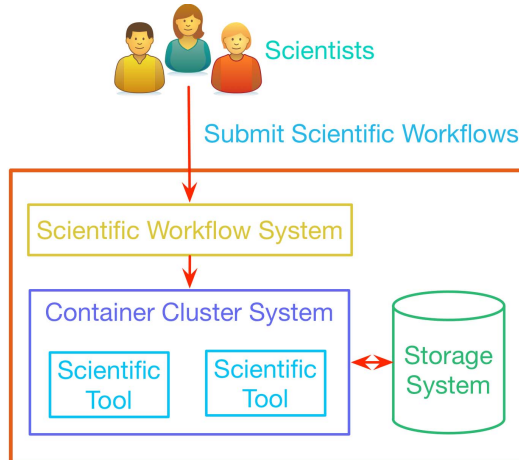 Scientists
Submit Scientific Workflows
Scientific Workflow System
Container Cluster System
Scientific
Tool
Scientific
Tool
Storage
System